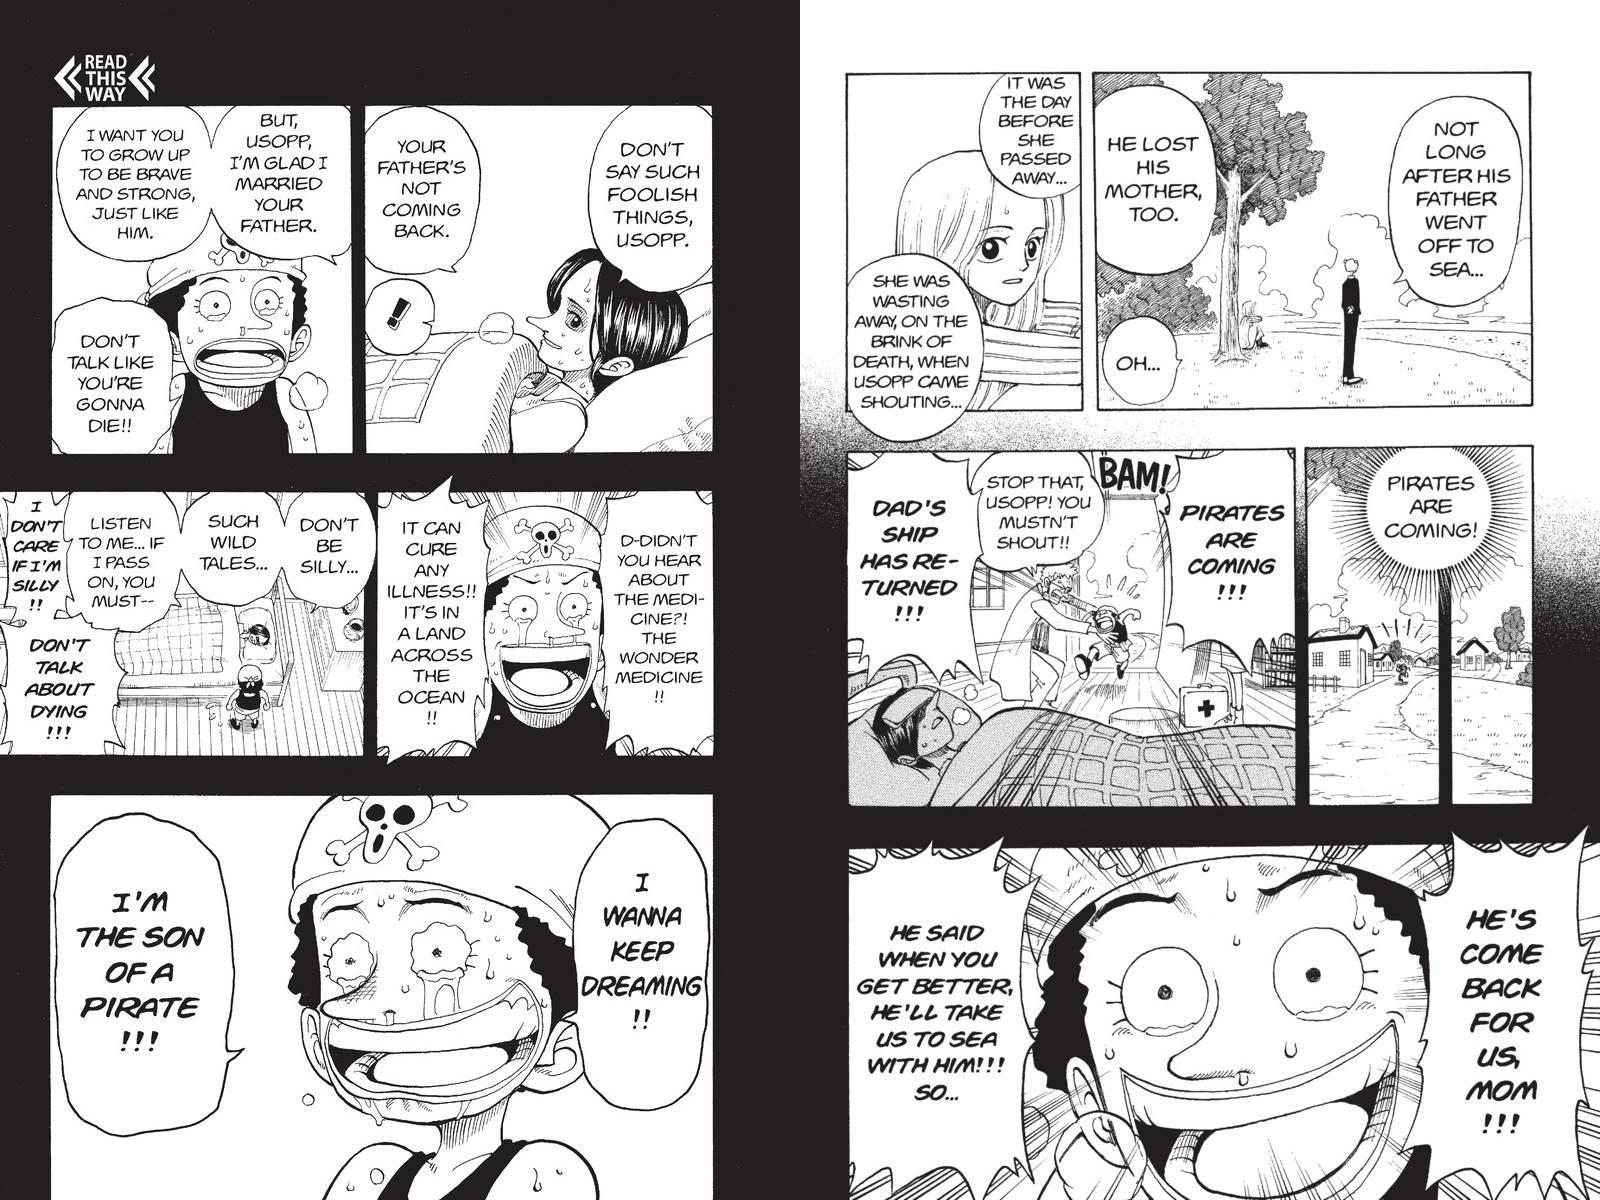 NOT
LONG
AFTER HIS
FATHER
WENT
OFF TO
SEA...
HE LOST
HIS
MOTHER,
TOO.
OH...
IT WAS
THE DAY
BEFORE
SHE
PASSED
AWAY...
SHE WAS
WASTING
AWAY, ON THE
BRINK OF
DEATH, WHEN
USOPP CAME
SHOUTING...
PIRATES
ARE
COMING!
PIRATES
ARE
COMING
!!!
BAM!
STOP THAT,
USOPP! YOU
MUSTN'T
SHOUT!!
DAD'S
SHIP
HAS RE-
TURNED
!!!
HE'S
COME
BACK
FOR
US,
MOM
!!!
HE SAID
WHEN YOU
GET BETTER,
HE'LL TAKE
US TO SEA
WITH HIM!!!
SO...
READ
THIS
WAY
DON'T
SAY SUCH
FOOLISH
THINGS,
USOPP.
YOUR
FATHER'S
NOT
COMING
BACK.
!
BUT,
USOPP,
I'M GLAD I
MARRIED
YOUR
FATHER.
I WANT YOU
TO GROW UP
TO BE BRAVE
AND STRONG,
JUST LIKE
HIM.
DON'T
TALK LIKE
YOU'RE
GONNA
DIE!!
D-DIDN'T
YOU HEAR
ABOUT
THE MEDI-
CINE?!
THE
WONDER
MEDICINE
!!
IT CAN
CURE
ANY
ILLNESS!!
IT'S IN
A LAND
ACROSS
THE
OCEAN
!!
DON'T
BE
SILLY...
SUCH
WILD
TALES...
LISTEN
TO ME... IF
I PASS
ON, YOU
MUST--
I
DON'T
CARE
IF I'M
SILLY
!!
DON'T
TALK
ABOUT
DYING
!!!
I
WANNA
KEEP
DREAMING
!!
I'M
THE SON
OF A
PIRATE
!!!